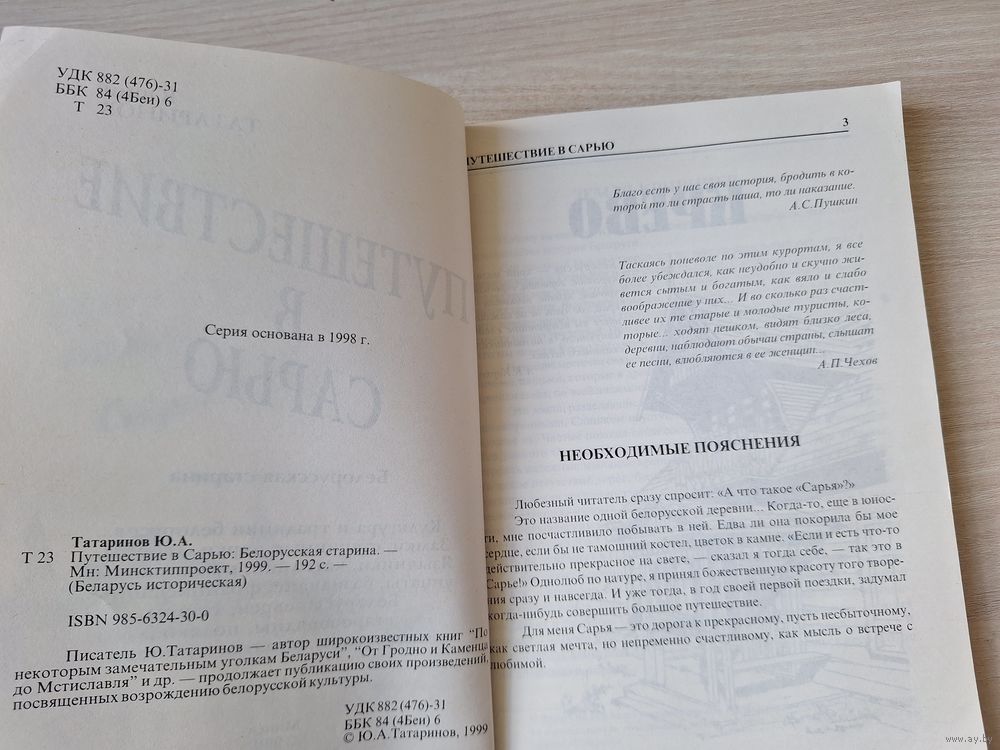 УДК 882 (476)-31
ББК 84 (4Беи) 6
Т 23
Серия основана в 1998 г.
Татаринов Ю.А.
Т 23 Путешествие в Сарью: Белорусская старина. —
Мн: Минсктиппроект, 1999. — 192 с. —
(Беларусь историческая)
ISBN 985-6324-30-0
Писатель Ю.Татаринов — автор широкоизвестных книг “По
некоторым замечательным уголкам Беларуси”, “От Гродно и Каменца
до Мстиславля” и др. — продолжает публикацию своих произведений,
посвященных возрождению белорусской культуры.
УДК 882 (476)-31
ББК 84 (4Беи) 6
© Ю.А.Татаринов, 1999
3
ПУТЕШЕСТВИЕ В САРЬЮ
Благо есть у нас своя история, бродить в ко-
торой то ли страсть наша, то ли наказание.
А.С.Пушкин
Таскаясь поневоле по этим курортам, я все
более убеждался, как неудобно и скучно жи-
вется сытым и богатым, как вяло и слабо
воображение у них... И во сколько раз счаст-
ливее их те старые и молодые туристы, ко-
торые... ходят пешком, видят близко леса,
деревни, наблюдают обычаи страны, слышат
ее песни, влюбляются в ее женщин...
А.П.Чехов
НЕОБХОДИМЫЕ ПОЯСНЕНИЯ
Любезный читатель сразу спросит: «А что такое «Сарья»?»
Это название одной белорусской деревни... Когда-то, еще в юнос-
ти, мне посчастливило побывать в ней. Едва ли она покорила бы мое
сердце, если бы не тамошний костел, цветок в камне. «Если и есть что-то
действительно прекрасное на свете, — сказал я тогда себе, — так это в
Сарье!» Однолюб по натуре, я принял божественную красоту того творе-
ния сразу и навсегда. И уже тогда, в год своей первой поездки, задумал
когда-нибудь совершить большое путешествие.
Для меня Сарья — это дорога к прекрасному, пусть несбыточному,
как светлая мечта, но непременно счастливому, как мысль о встрече с
любимой.
www.ay.by